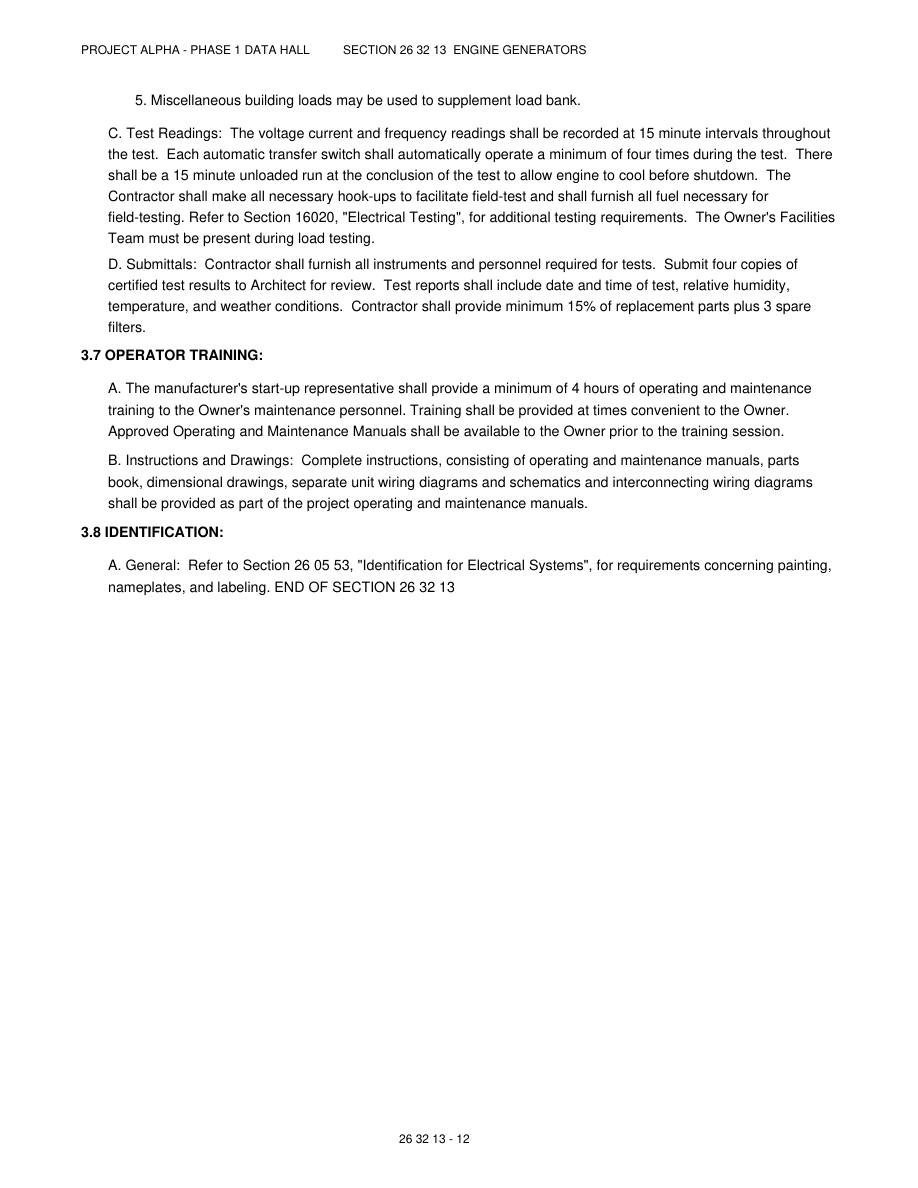 PROJECT ALPHA - PHASE 1 DATA HALL SECTION 26 32 13 ENGINE GENERATORS
5. Miscellaneous building loads may be used to supplement load bank.
C. Test Readings: The voltage current and frequency readings shall be recorded at 15 minute intervals throughout
the test. Each automatic transfer switch shall automatically operate a minimum of four times during the test. There
shall be a 15 minute unloaded run at the conclusion of the test to allow engine to cool before shutdown. The
Contractor shall make all necessary hook-ups to facilitate field-test and shall furnish all fuel necessary for
field-testing. Refer to Section 16020, "Electrical Testing", for additional testing requirements. The Owner's Facilities
Team must be present during load testing.
D. Submittals: Contractor shall furnish all instruments and personnel required for tests. Submit four copies of
certified test results to Architect for review. Test reports shall include date and time of test, relative humidity,
temperature, and weather conditions. Contractor shall provide minimum 15% of replacement parts plus 3 spare
filters.
3.7 OPERATOR TRAINING:
A. The manufacturer's start-up representative shall provide a minimum of 4 hours of operating and maintenance
training to the Owner's maintenance personnel. Training shall be provided at times convenient to the Owner.
Approved Operating and Maintenance Manuals shall be available to the Owner prior to the training session.
B. Instructions and Drawings: Complete instructions, consisting of operating and maintenance manuals, parts
book, dimensional drawings, separate unit wiring diagrams and schematics and interconnecting wiring diagrams
shall be provided as part of the project operating and maintenance manuals.
3.8 IDENTIFICATION:
A. General: Refer to Section 26 05 53, "Identification for Electrical Systems", for requirements concerning painting,
nameplates, and labeling. END OF SECTION 26 32 13
26 32 13 - 12